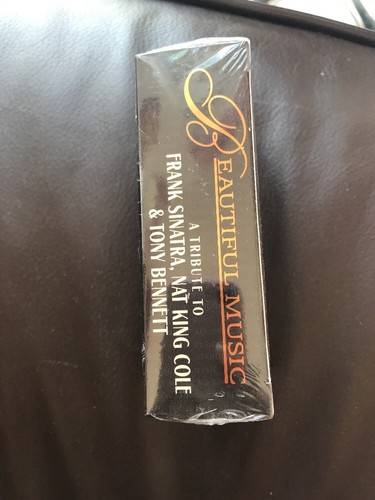 BEAUTIFUL MUSIC
A TRIBUTE TO
FRANK SINATRA, NAT KING COLE
& TONY BENNETT